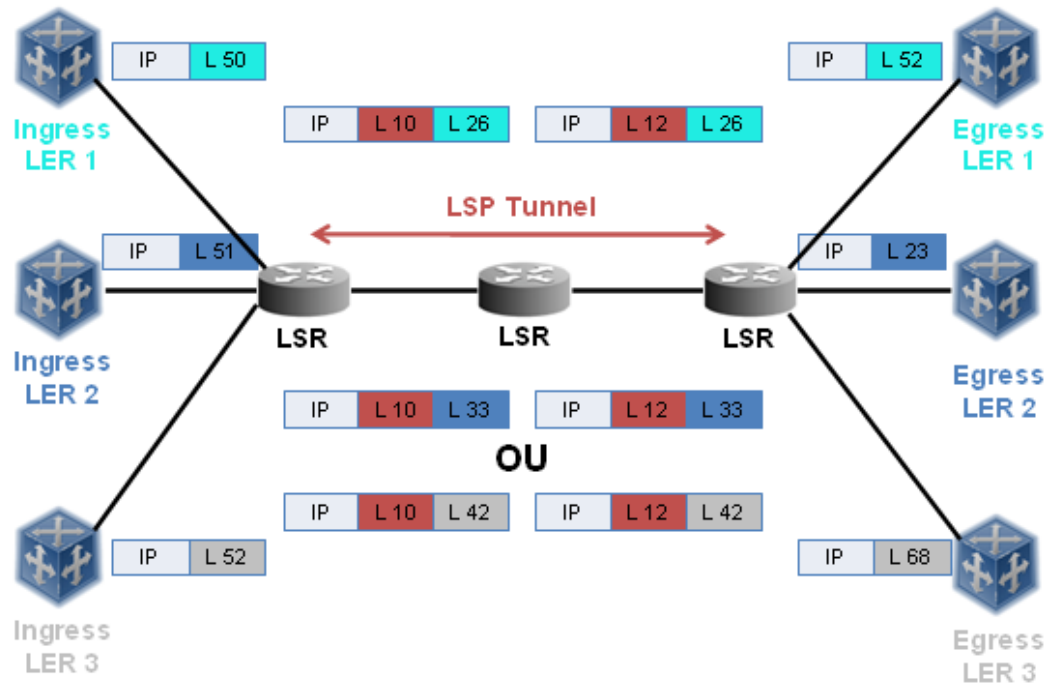 IP L 50
IP L 52
Ingress
LER 1
Egress
LER 1
IP L 10 L 26
IP L 12 L 26
LSP Tunnel
IP L 51
IP L 23
LSR
LSR
LSR
Ingress
LER 2
Egress
LER 2
IP L 10 L 33
IP L 12 L 33
OU
IP L 10 L 42
IP L 12 L 42
IP L 52
IP L 68
Ingress
LER 3
Egress
LER 3